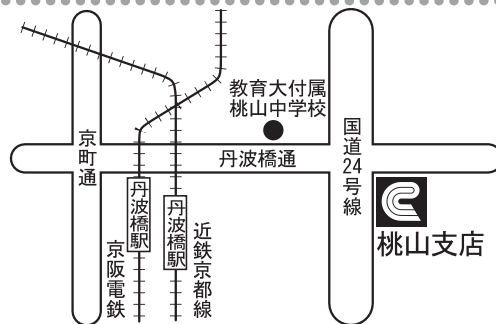 教育大付属
桃山中学校
京町通
国道24号線
丹波橋通
丹波橋駅
丹波橋駅
京阪電鉄
近鉄京都線
桃山支店